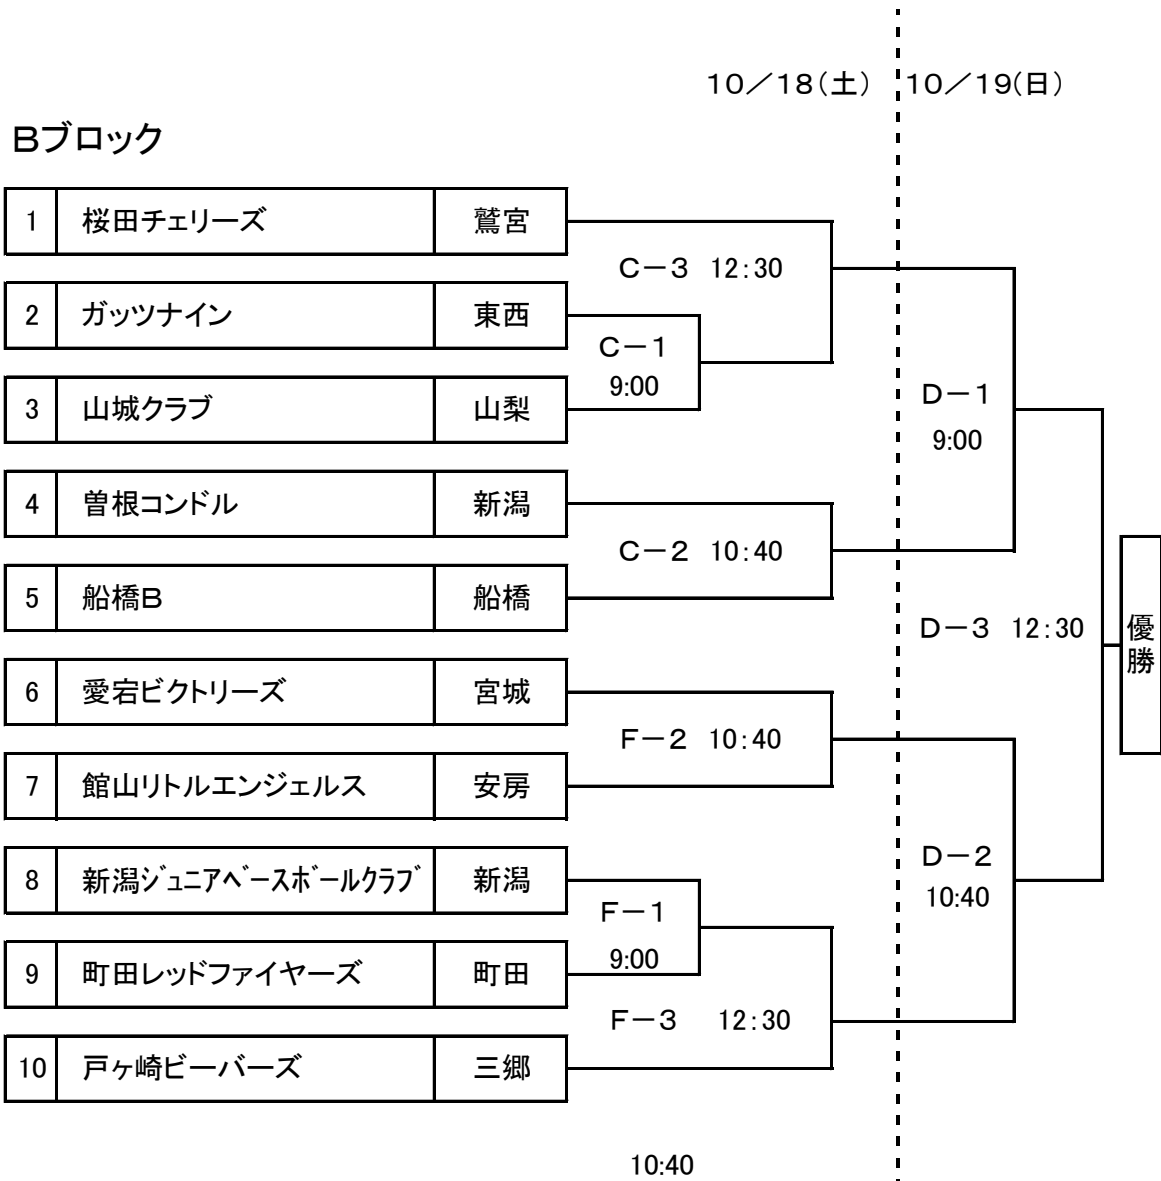 10／18（土） 10／19(日)
Bブロック
1 桜田チェリーズ 鷲宮
C－3 12：30
2 ガッツナイン 東西
C－1
9:00
3 山城クラブ 山梨
D－1
9:00
4 曽根コンドル 新潟
C－2 10：40
5 船橋B 船橋
D－3 12：30
優勝
6 愛宕ビクトリーズ 宮城
F－2 10：40
7 館山リトルエンジェルス 安房
D－2
10:40
8 新潟ｼﾞｭﾆｱﾍﾞｰｽﾎﾞｰﾙｸﾗﾌﾞ 新潟
F－1
9:00
9 町田レッドファイヤーズ 町田
F－3 12：30
10 戸ヶ崎ビーバーズ 三郷
10:40